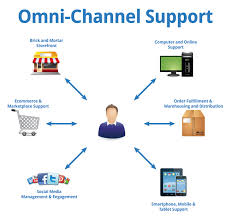 Omni-Channel Support
Brick and Mortar
Storefront
Computer and Online
Support
Ecommerce &
Marketplace Support
Order Fulfillment &
Warehousing and Distribution
Social Media
Management & Engagement
Smartphone, Mobile &
Tablet Support